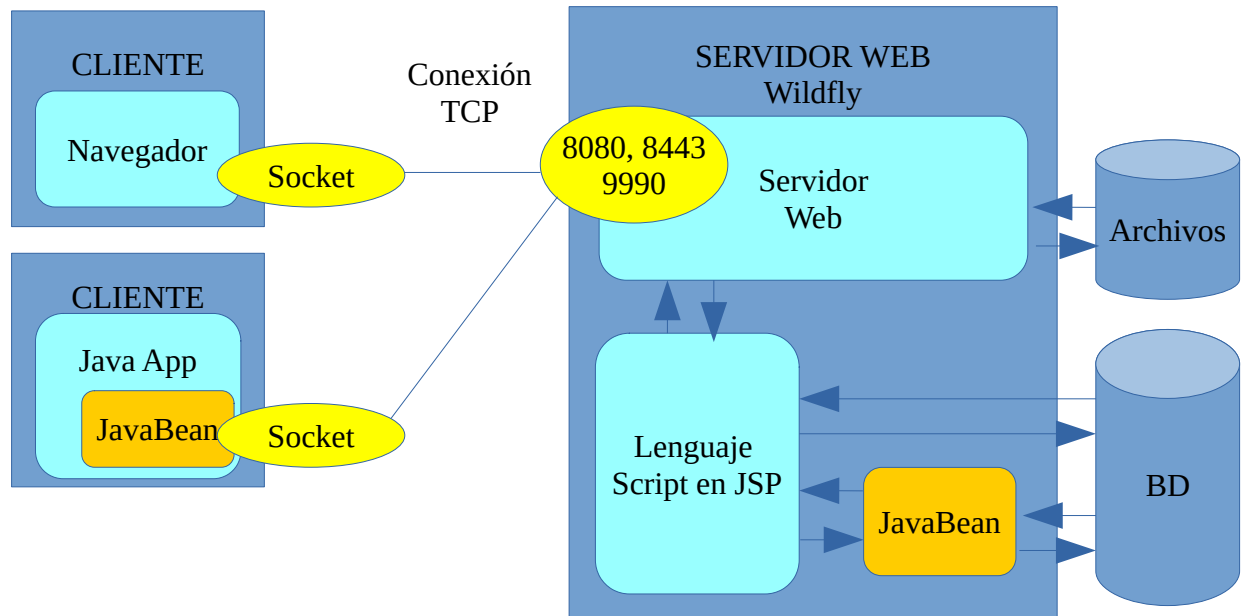 CLIENTE
Navegador
Socket
Conexión
TCP
CLIENTE
Java App
JavaBean
Socket
SERVIDOR WEB
Wildfly
8080, 8443
9990
Servidor
Web
Archivos
Lenguaje
Script en JSP
JavaBean
BD